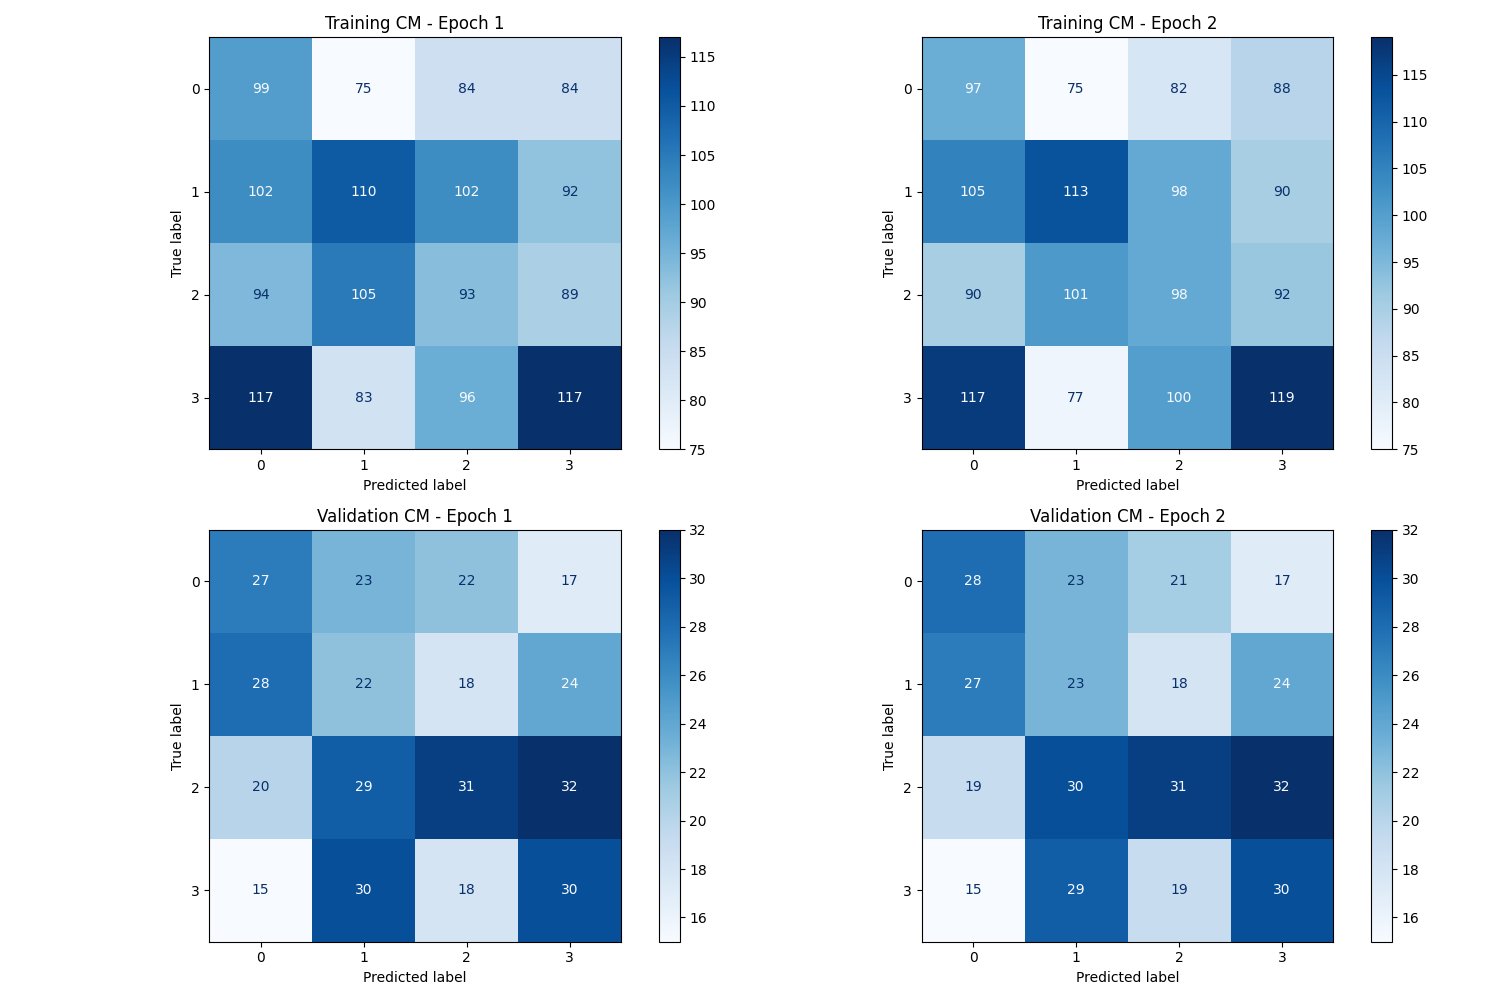 Training CM - Epoch 1
115
0 99 75 84 84
110
105
1 102 110 102 92
100
True label
95
2 94 105 93 89
90
85
3 117 83 96 117
80
75
0 1 2 3
Predicted label
Training CM - Epoch 2
115
0 97 75 82 88
110
105
1 105 113 98 90
100
True label
95
2 90 101 98 92
90
85
3 117 77 100 119
80
75
0 1 2 3
Predicted label
Validation CM - Epoch 1
32
0 27 23 22 17
30
28
1 28 22 18 24
26
True label
24
2 20 29 31 32
22
20
3 15 30 18 30
18
16
0 1 2 3
Predicted label
Validation CM - Epoch 2
32
0 28 23 21 17
30
28
1 27 23 18 24
26
True label
24
2 19 30 31 32
22
20
3 15 29 19 30
18
16
0 1 2 3
Predicted label